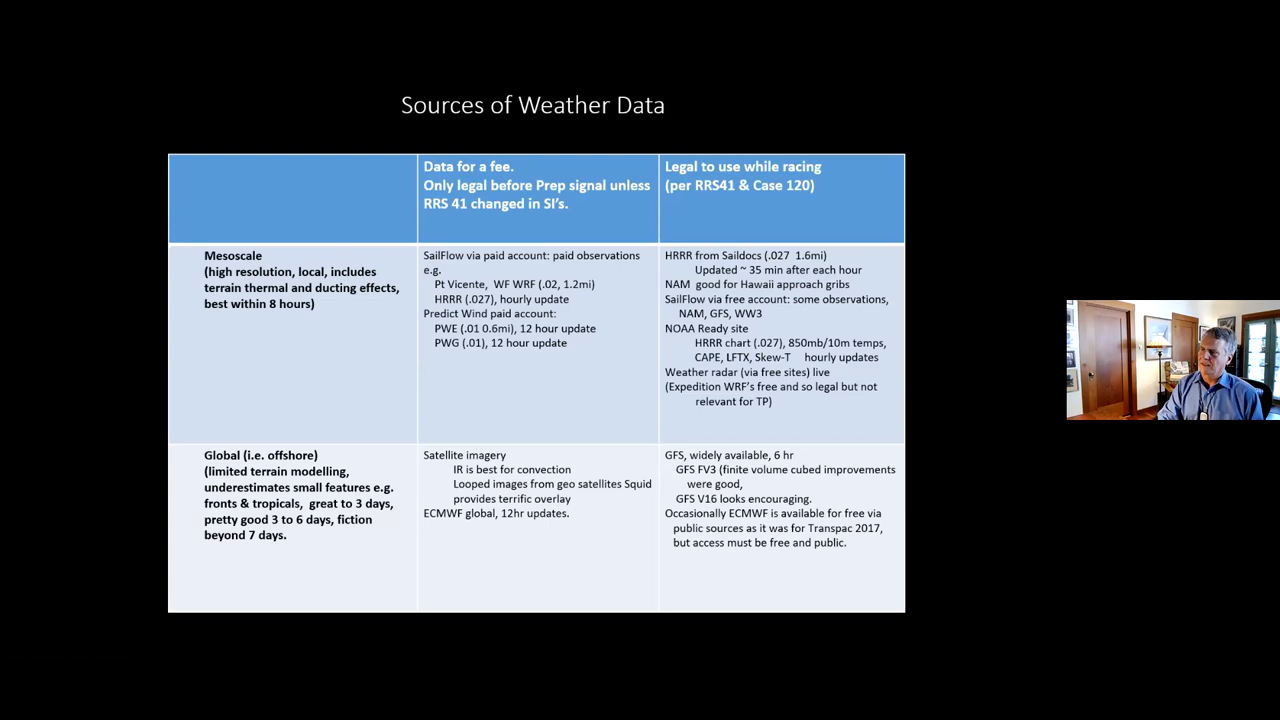 Sources of Weather Data
Data for a fee.
Only legal before Prep signal unless
RRS 41 changed in SI's.
Legal to use while racing
(per RRS41 & Case 120)
Mesoscale
(high resolution, local, includes
terrain thermal and ducting effects,
best within 8 hours)
SailFlow via paid account: paid observations
e.g.
Pt Vicente, WF WRF (.02, 1.2mi)
HRRR (.027), hourly update
Predict Wind paid account:
PWE (.01 0.6mi), 12 hour update
PWG (.01), 12 hour update
HRRR from Saildocs (.027 1.6mi)
Updated ~ 35 min after each hour
NAM good for Hawaii approach gribs
SailFlow via free account: some observations,
NAM, GFS, WW3
NOAA Ready site
HRRR chart (.027), 850mb/10m temps,
CAPE, LFTX, Skew-T hourly updates
Weather radar (via free sites) live
(Expedition WRF's free and so legal but not
relevant for TP)
Global (i.e. offshore)
(limited terrain modelling,
underestimates small features e.g.
fronts & tropicals, great to 3 days,
pretty good 3 to 6 days, fiction
beyond 7 days.
Satellite imagery
IR is best for convection
Looped images from geo satellites Squid
provides terrific overlay
ECMWF global, 12hr updates.
GFS, widely available, 6 hr
GFS FV3 (finite volume cubed improvements
were good,
GFS V16 looks encouraging.
Occasionally ECMWF is available for free via
public sources as it was for Transpac 2017,
but access must be free and public.